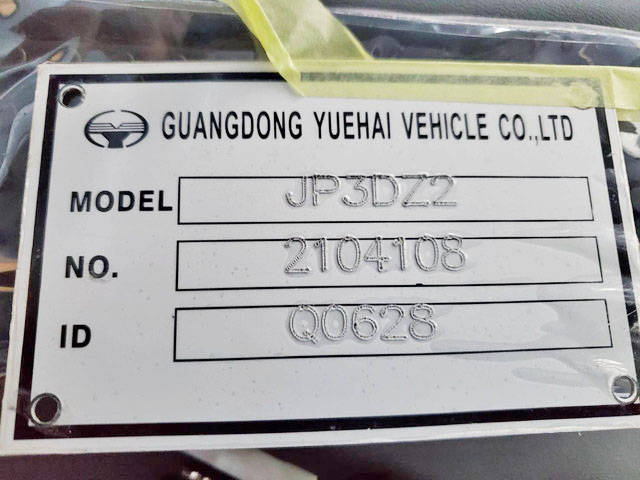 GUANGDONG YUEHAI VEHICLE CO.,LTD
MODEL JP3DZ2
NO. 2104108
ID Q0628